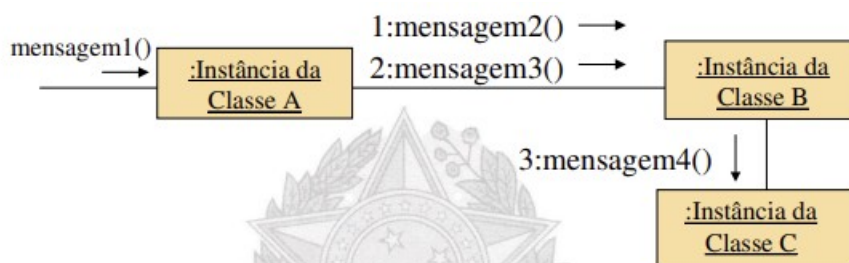 mensagem1()
:Instância da
Classe A
1:mensagem2()
2:mensagem3()
:Instância da
Classe B
3:mensagem4()
:Instância da
Classe C